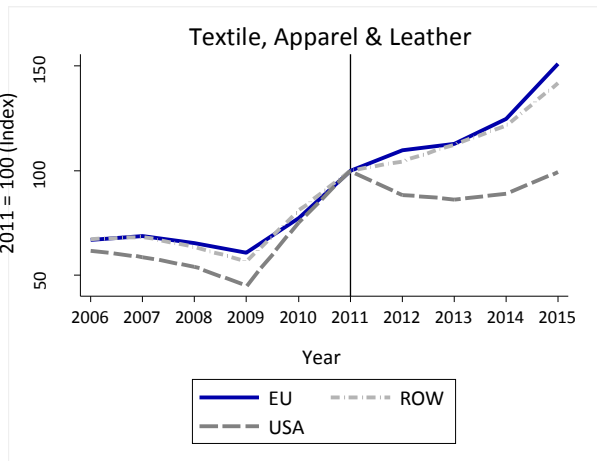 Textile, Apparel & Leather
2011 = 100 (Index)
150
100
50
2006 2007 2008 2009 2010 2011 2012 2013 2014 2015
Year
EU ROW
USA